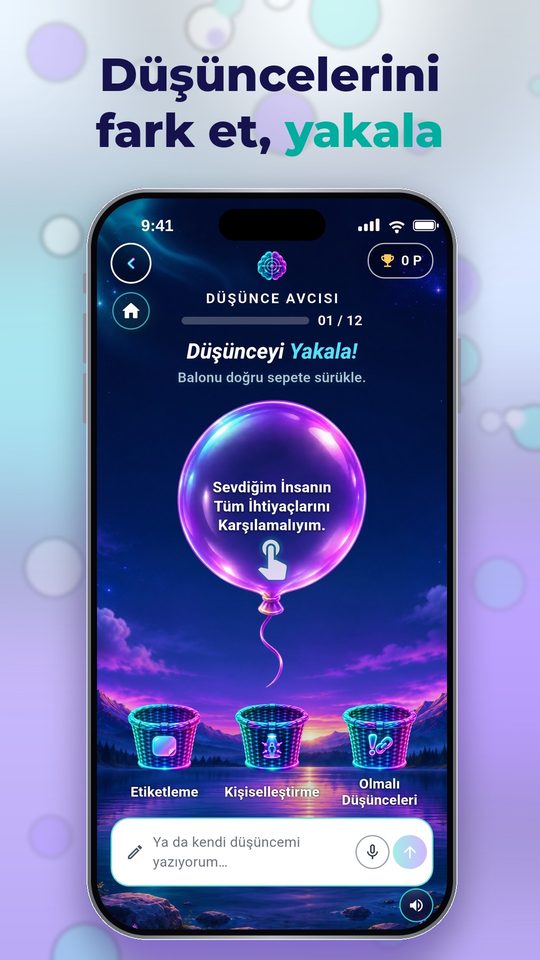 Düşüncelerini
fark et, yakala
9:41
0 P
DÜŞÜNCE AVCISI
01 / 12
Düşünceyi Yakala!
Balonu doğru sepete sürükle.
Sevdiğim İnsanın
Tüm İhtiyaçlarını
Karşılamalıyım.
Etiketleme
Kişiselleştirme
Olmalı
Düşünceleri
Ya da kendi düşüncemi
yazıyorum...